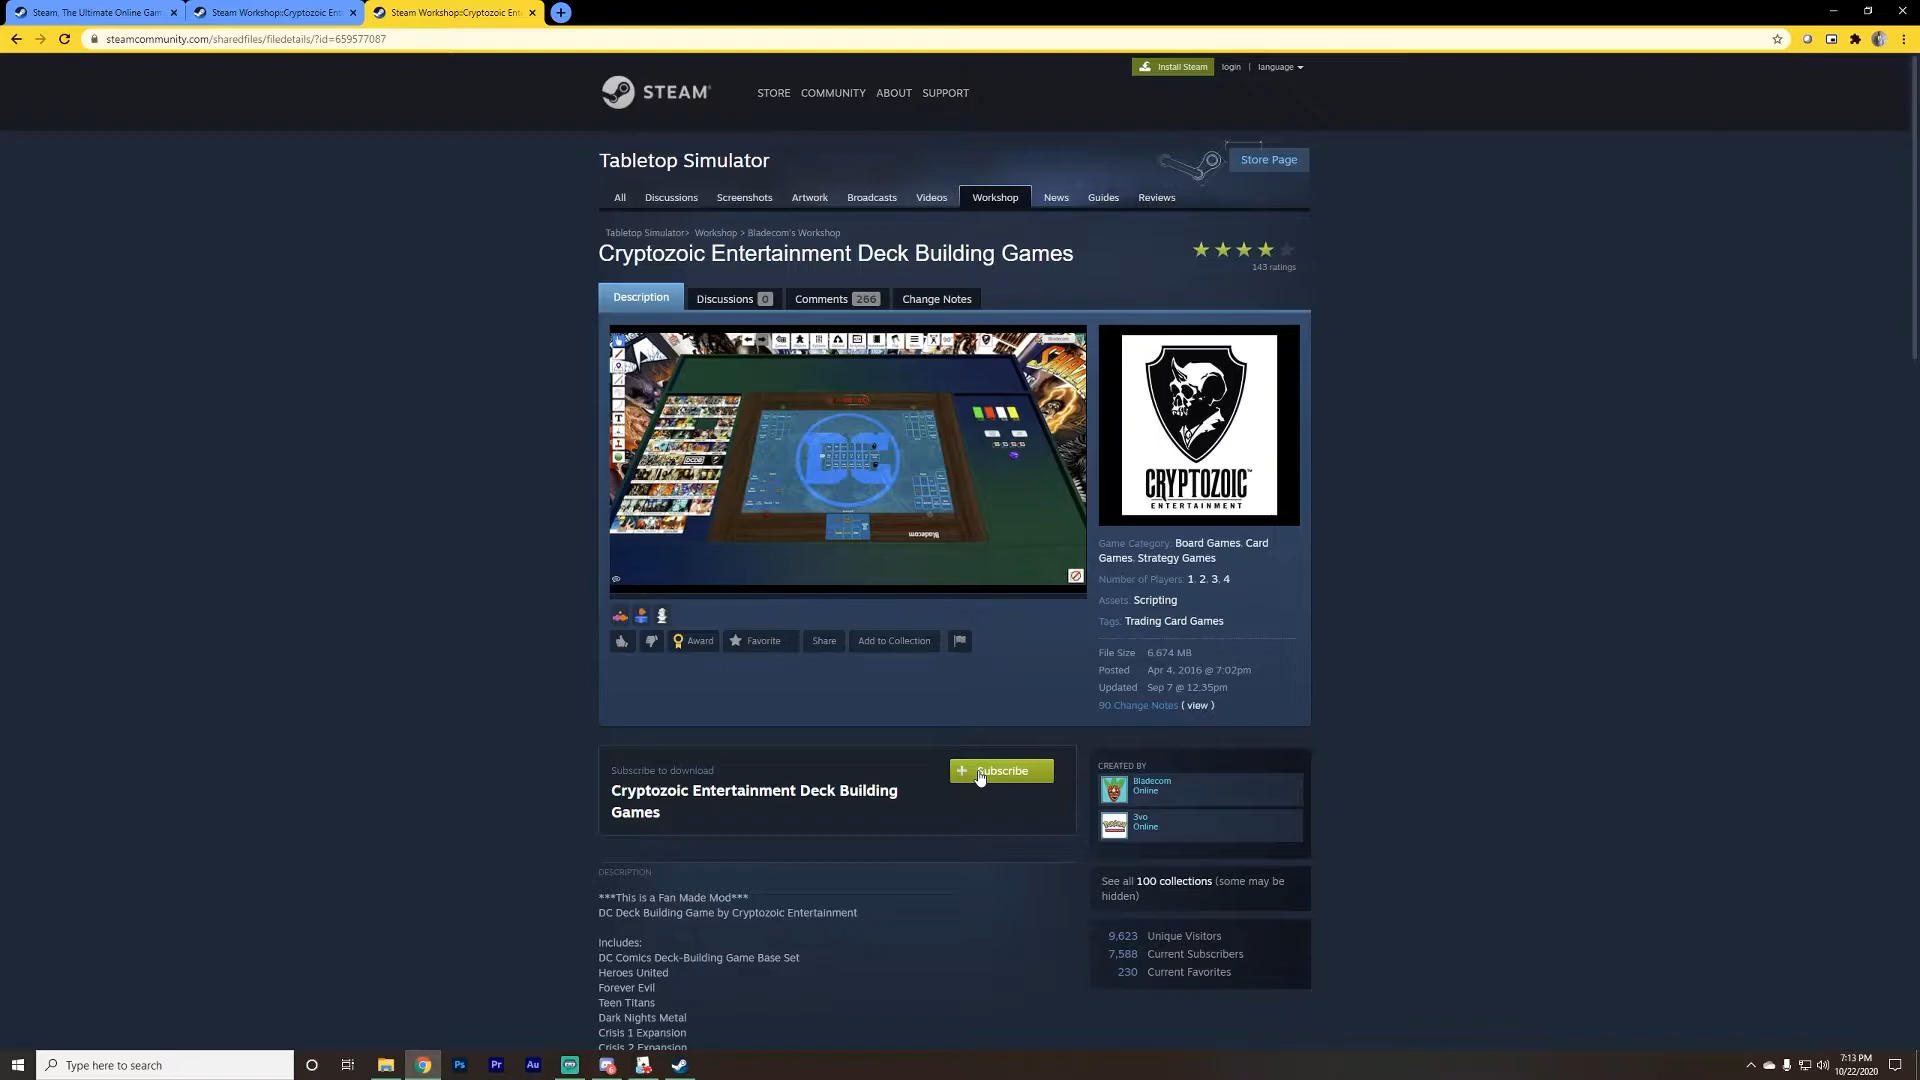 Steam, The Ultimate Online Gam
Steam Workshop::Cryptozoic Ent
Steam Workshop::Cryptozoic Ent
steamcommunity.com/sharedfiles/filedetails/?id=659577087
Install Steam login | language
STEAM®
STORE COMMUNITY ABOUT SUPPORT
Tabletop Simulator
Store Page
All Discussions Screenshots Artwork Broadcasts Videos Workshop News Guides Reviews
Tabletop Simulator> Workshop > Bladecom's Workshop
Cryptozoic Entertainment Deck Building Games
143 ratings
Description Discussions 0 Comments 266 Change Notes
Bladecom
CRYPTOZOIC™
ENTERTAINMENT
Game Category: Board Games, Card
Games, Strategy Games
Number of Players: 1, 2, 3, 4
Assets: Scripting
Tags: Trading Card Games
Award Favorite Share Add to Collection
File Size 6.674 MB
Posted Apr 4, 2016 @ 7:02pm
Updated Sep 7 @ 12:35pm
90 Change Notes ( view )
Subscribe to download
Cryptozoic Entertainment Deck Building
Games
Subscribe
CREATED BY
Bladecom
Online
3vo
Online
See all 100 collections (some may be
hidden)
9,623 Unique Visitors
7,588 Current Subscribers
230 Current Favorites
DESCRIPTION
***This is a Fan Made Mod***
DC Deck Building Game by Cryptozoic Entertainment
Includes:
DC Comics Deck-Building Game Base Set
Heroes United
Forever Evil
Teen Titans
Dark Nights Metal
Crisis 1 Expansion
Crisis 2 Expansion
Type here to search
Ps Pr Au
7:13 PM
10/22/2020